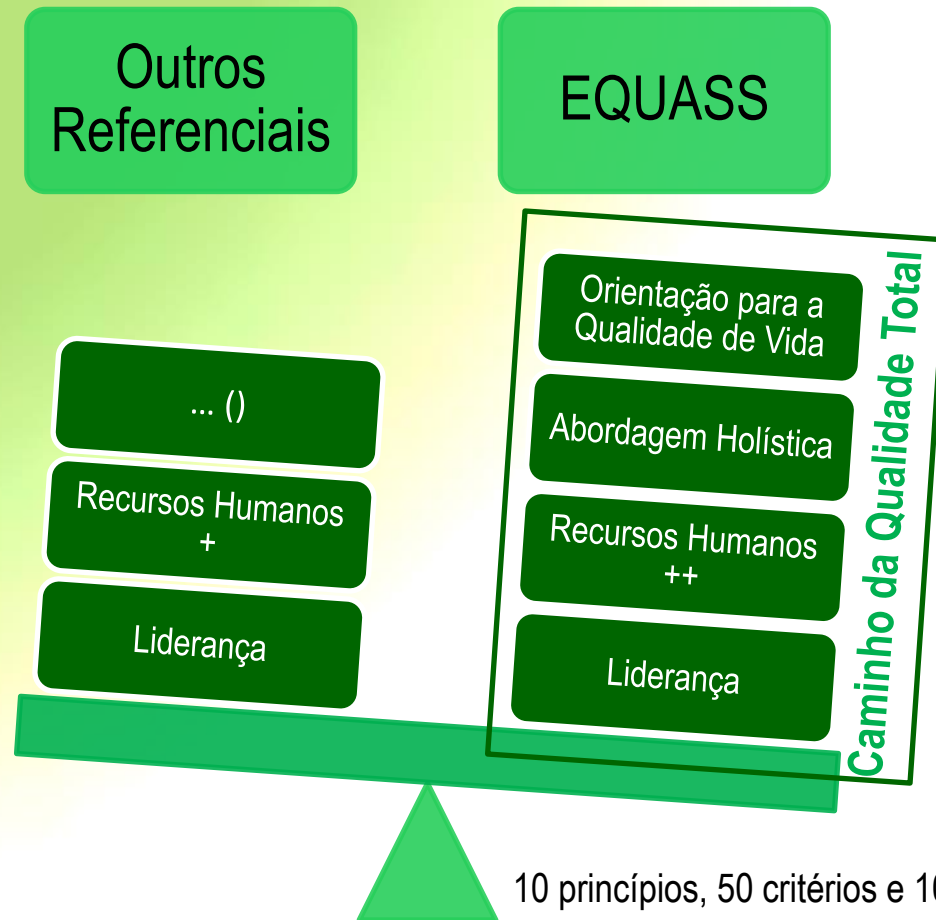 Outros
Referenciais
EQUASS
... ()
Recursos Humanos
+
Liderança
Orientação para a
Qualidade de Vida
Abordagem Holística
Recursos Humanos
++
Liderança
Caminho da Qualidade Total
10 princípios, 50 critérios e